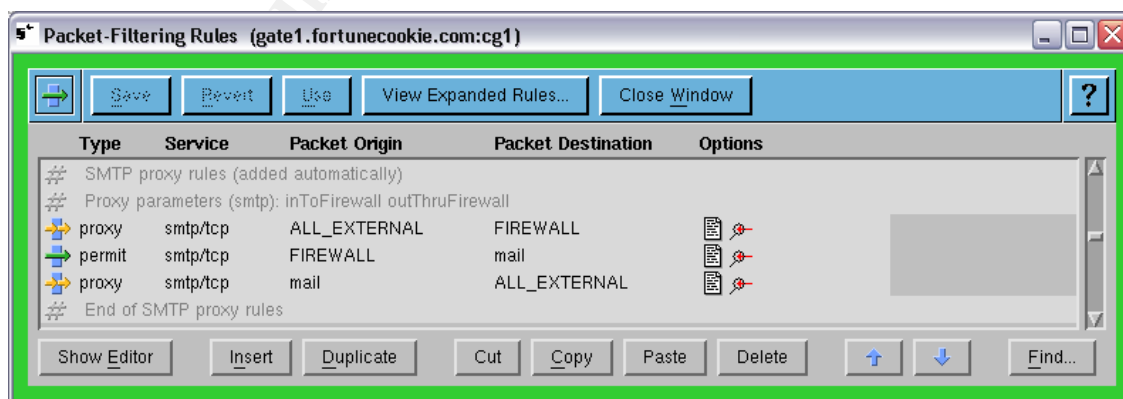 Packet-Filtering Rules (gate1.fortunecookie.com:cg1)
Save Revert Use View Expanded Rules... Close Window ?
Type Service Packet Origin Packet Destination Options
# SMTP proxy rules (added automatically)
# Proxy parameters (smtp): inToFirewall outThruFirewall
proxy smtp/tcp ALL_EXTERNAL FIREWALL
permit smtp/tcp FIREWALL mail
proxy smtp/tcp mail ALL_EXTERNAL
# End of SMTP proxy rules
Show Editor Insert Duplicate Cut Copy Paste Delete Find...